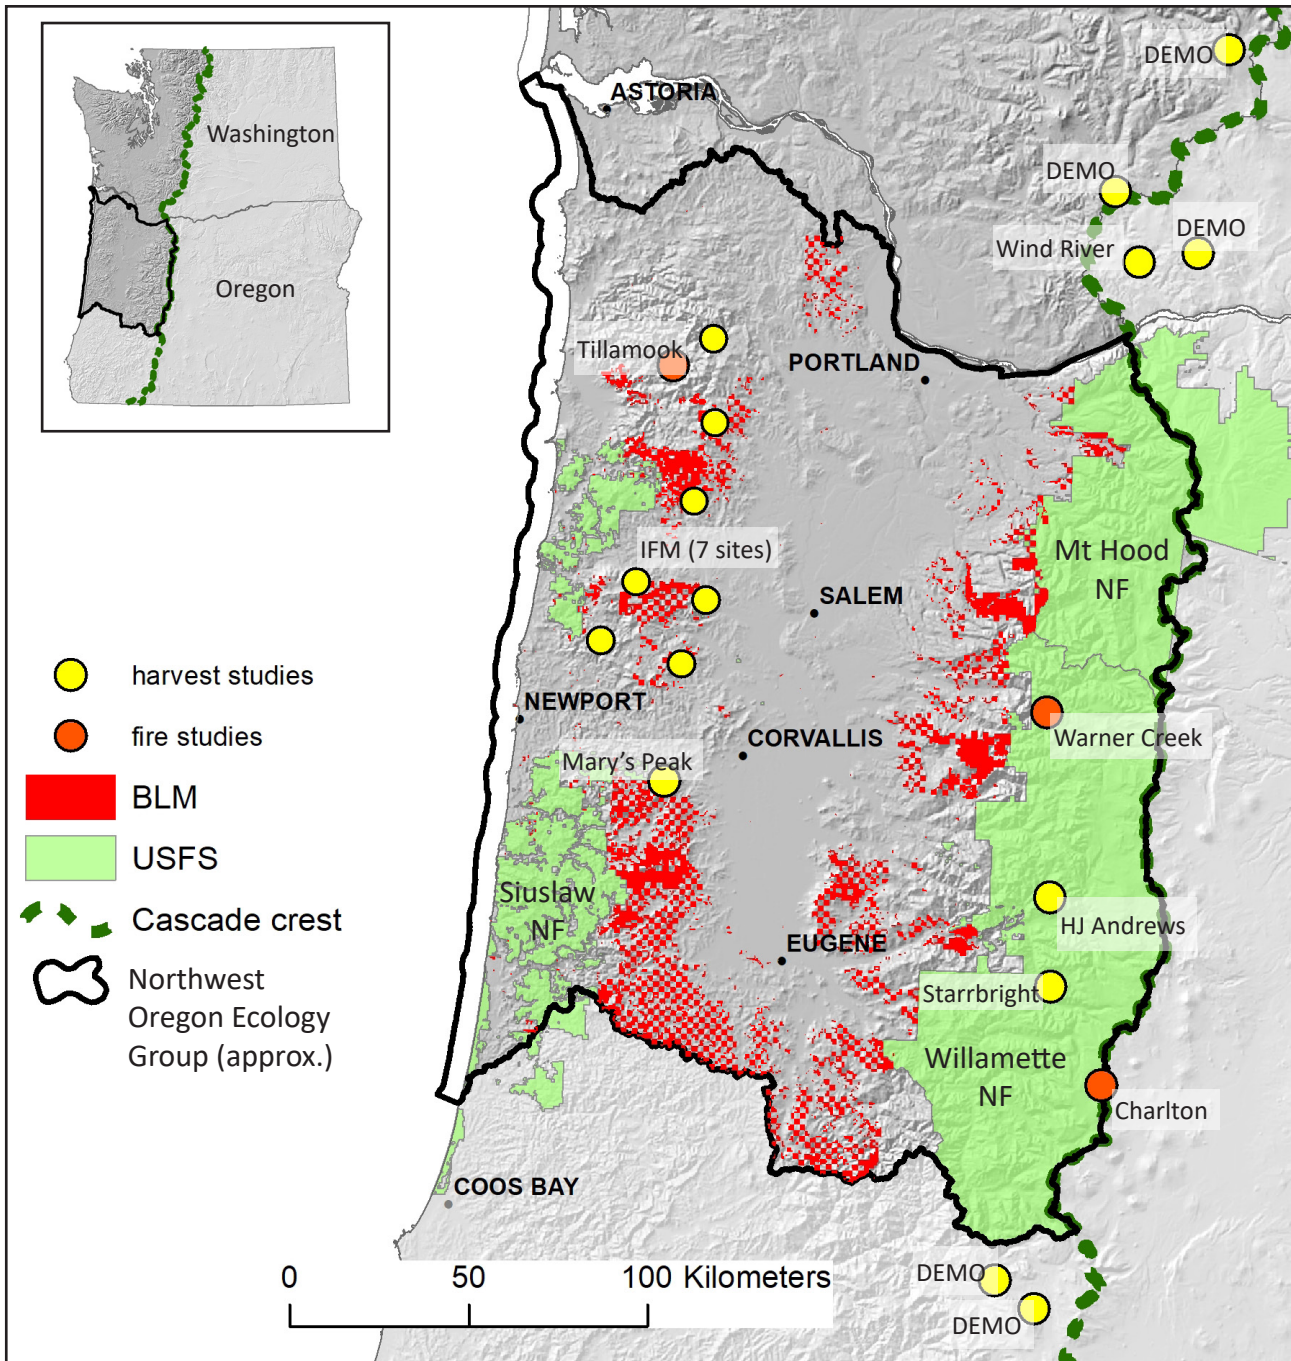 Washington
Oregon
DEMO
ASTORIA
DEMO
DEMO
Wind River
Tillamook
PORTLAND
IFM (7 sites)
Mt Hood
NF
SALEM
harvest studies
fire studies
BLM
USFS
Cascade crest
Northwest
Oregon Ecology
Group (approx.)
NEWPORT
CORVALLIS
Warner Creek
Mary's Peak
Siuslaw
NF
HJ Andrews
EUGENE
Starrbright
Willamette
NF
Charlton
COOS BAY
0 50 100 Kilometers
DEMO
DEMO